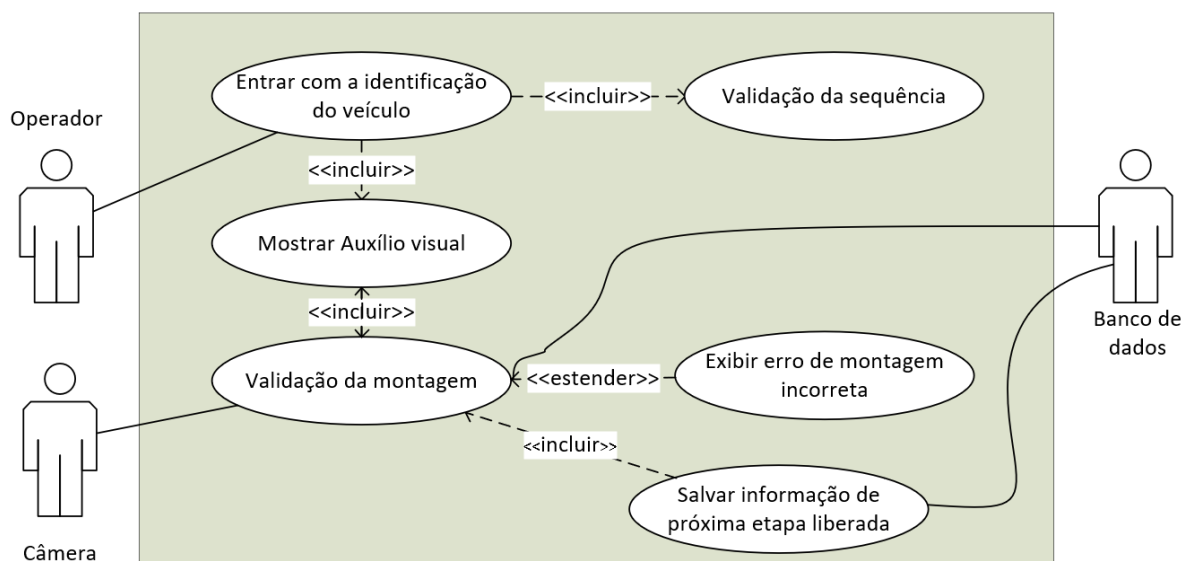 Entrar com a identificação
do veículo
<<incluir>>
Validação da sequência
Operador
<<incluir>>
Mostrar Auxílio visual
<<incluir>>
Banco de
dados
Validação da montagem
<<estender>>
Exibir erro de montagem
incorreta
<<incluir>>
Salvar informação de
próxima etapa liberada
Câmera